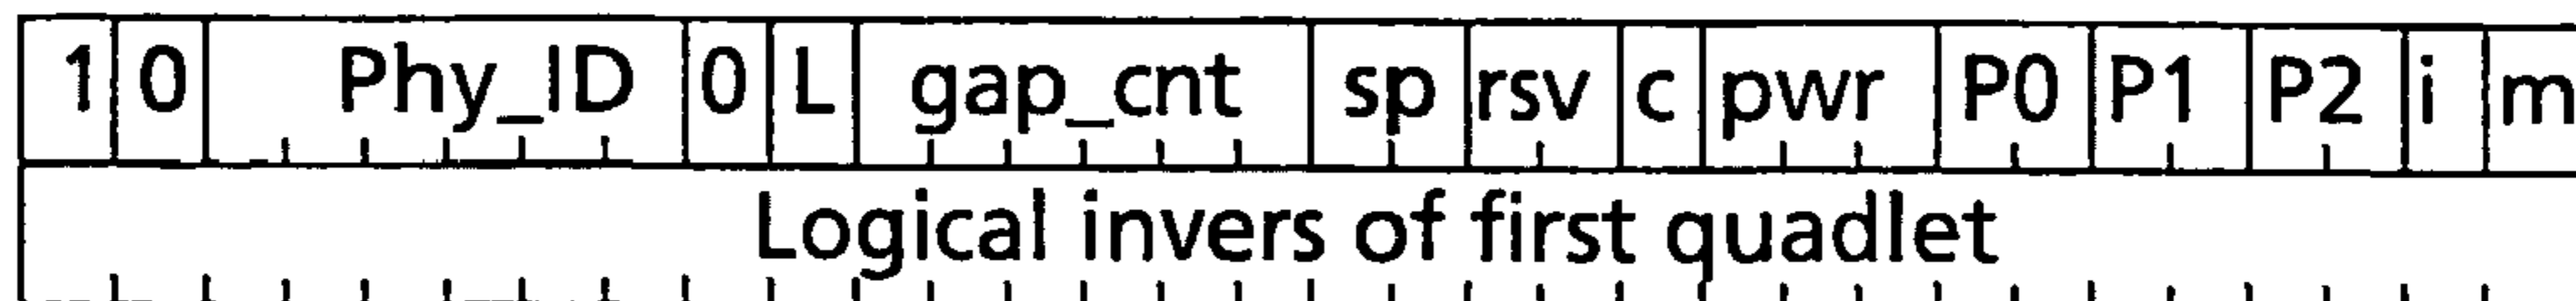 1 0 Phy_ID 0 L gap_cnt sp rsv c pwr P0 P1 P2 i m
Logical invers of first quadlet